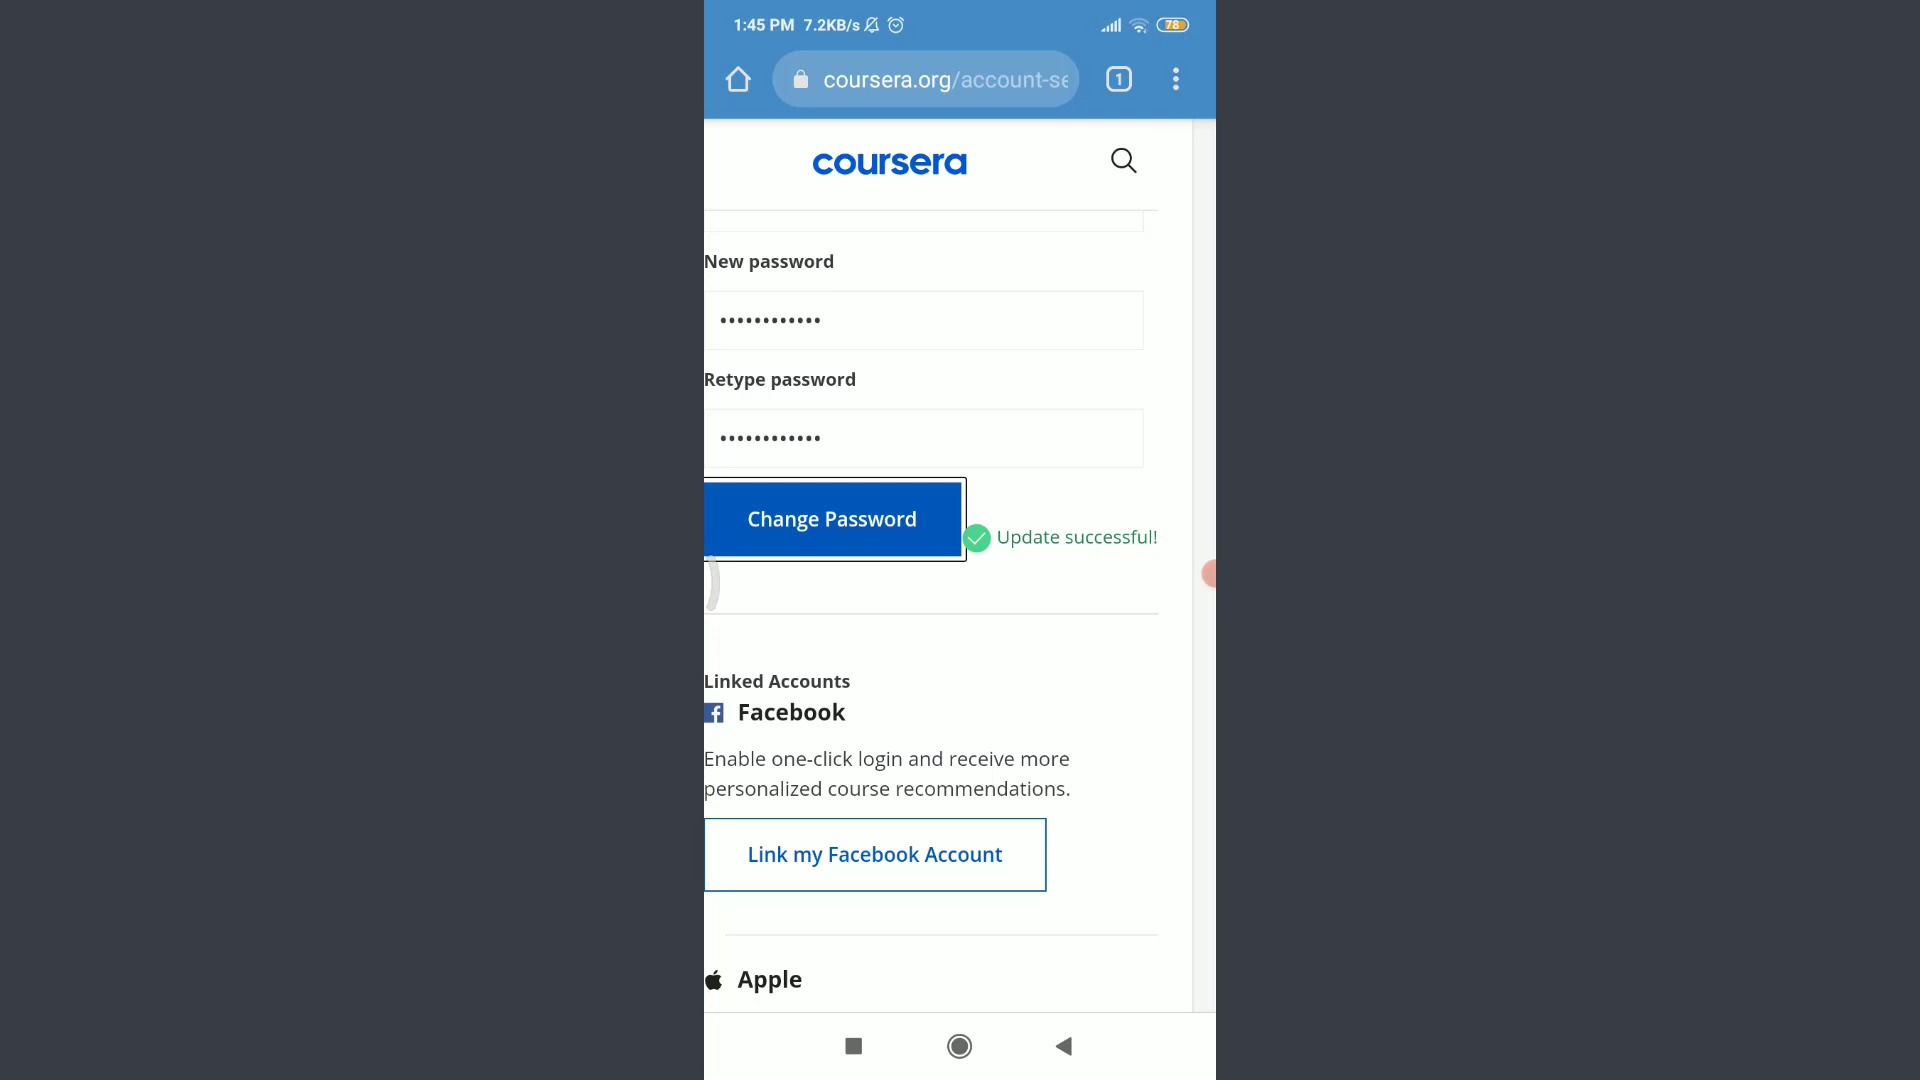 1:45 PM 7.2KB/s 78
coursera.org/account-se 1
coursera
New password
••••••••••••
Retype password
••••••••••••
Change Password
Update successful!
Linked Accounts
Facebook
Enable one-click login and receive more
personalized course recommendations.
Link my Facebook Account
Apple